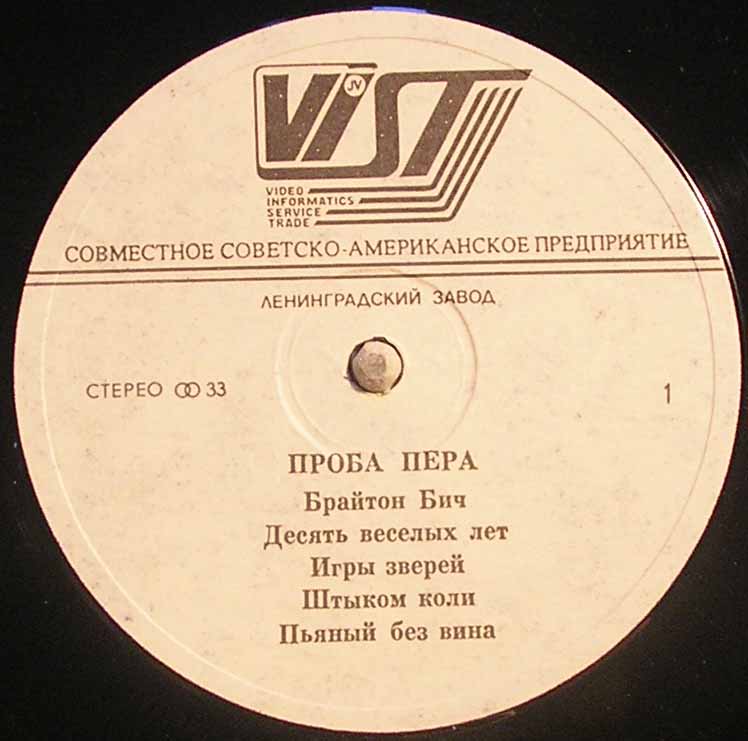 ViST
JV
VIDEO
INFORMATICS
SERVICE
TRADE
СОВМЕСТНОЕ СОВЕТСКО-АМЕРИКАНСКОЕ ПРЕДПРИЯТИЕ
ЛЕНИНГРАДСКИЙ ЗАВОД
СТЕРЕО 33 1
ПРОБА ПЕРА
Брайтон Бич
Десять веселых лет
Игры зверей
Штыком коли
Пьяный без вина